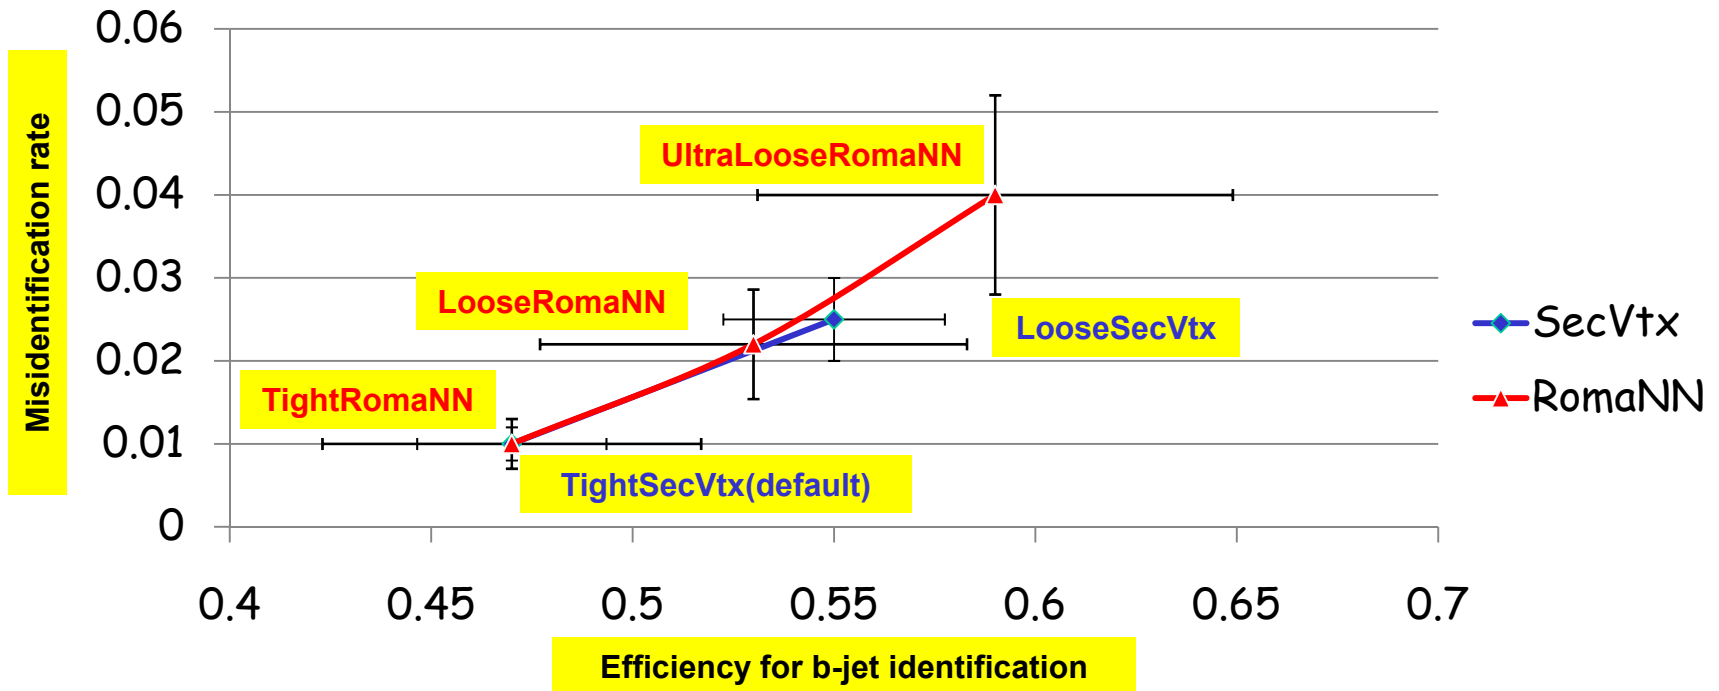 0.06
0.05
0.04
0.03
0.02
0.01
0
Misidentification rate
UltraLooseRomaNN
LooseRomaNN
LooseSecVtx
TightRomaNN
TightSecVtx(default)
SecVtx
RomaNN
0.4 0.45 0.5 0.55 0.6 0.65 0.7
Efficiency for b-jet identification